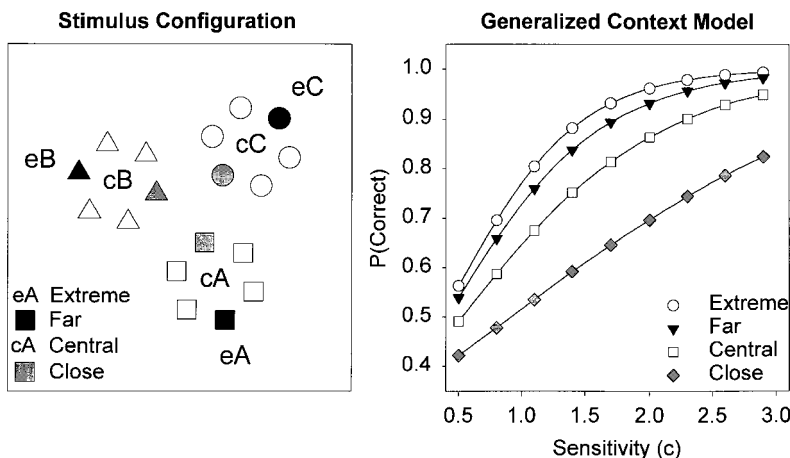 Stimulus Configuration
eC
cC
eB
cB
cA
eA
eA Extreme
Far
cA Central
Close
Generalized Context Model
P(Correct)
1.0
0.9
0.8
0.7
0.6
0.5
0.4
Extreme
Far
Central
Close
0.5 1.0 1.5 2.0 2.5 3.0
Sensitivity (c)